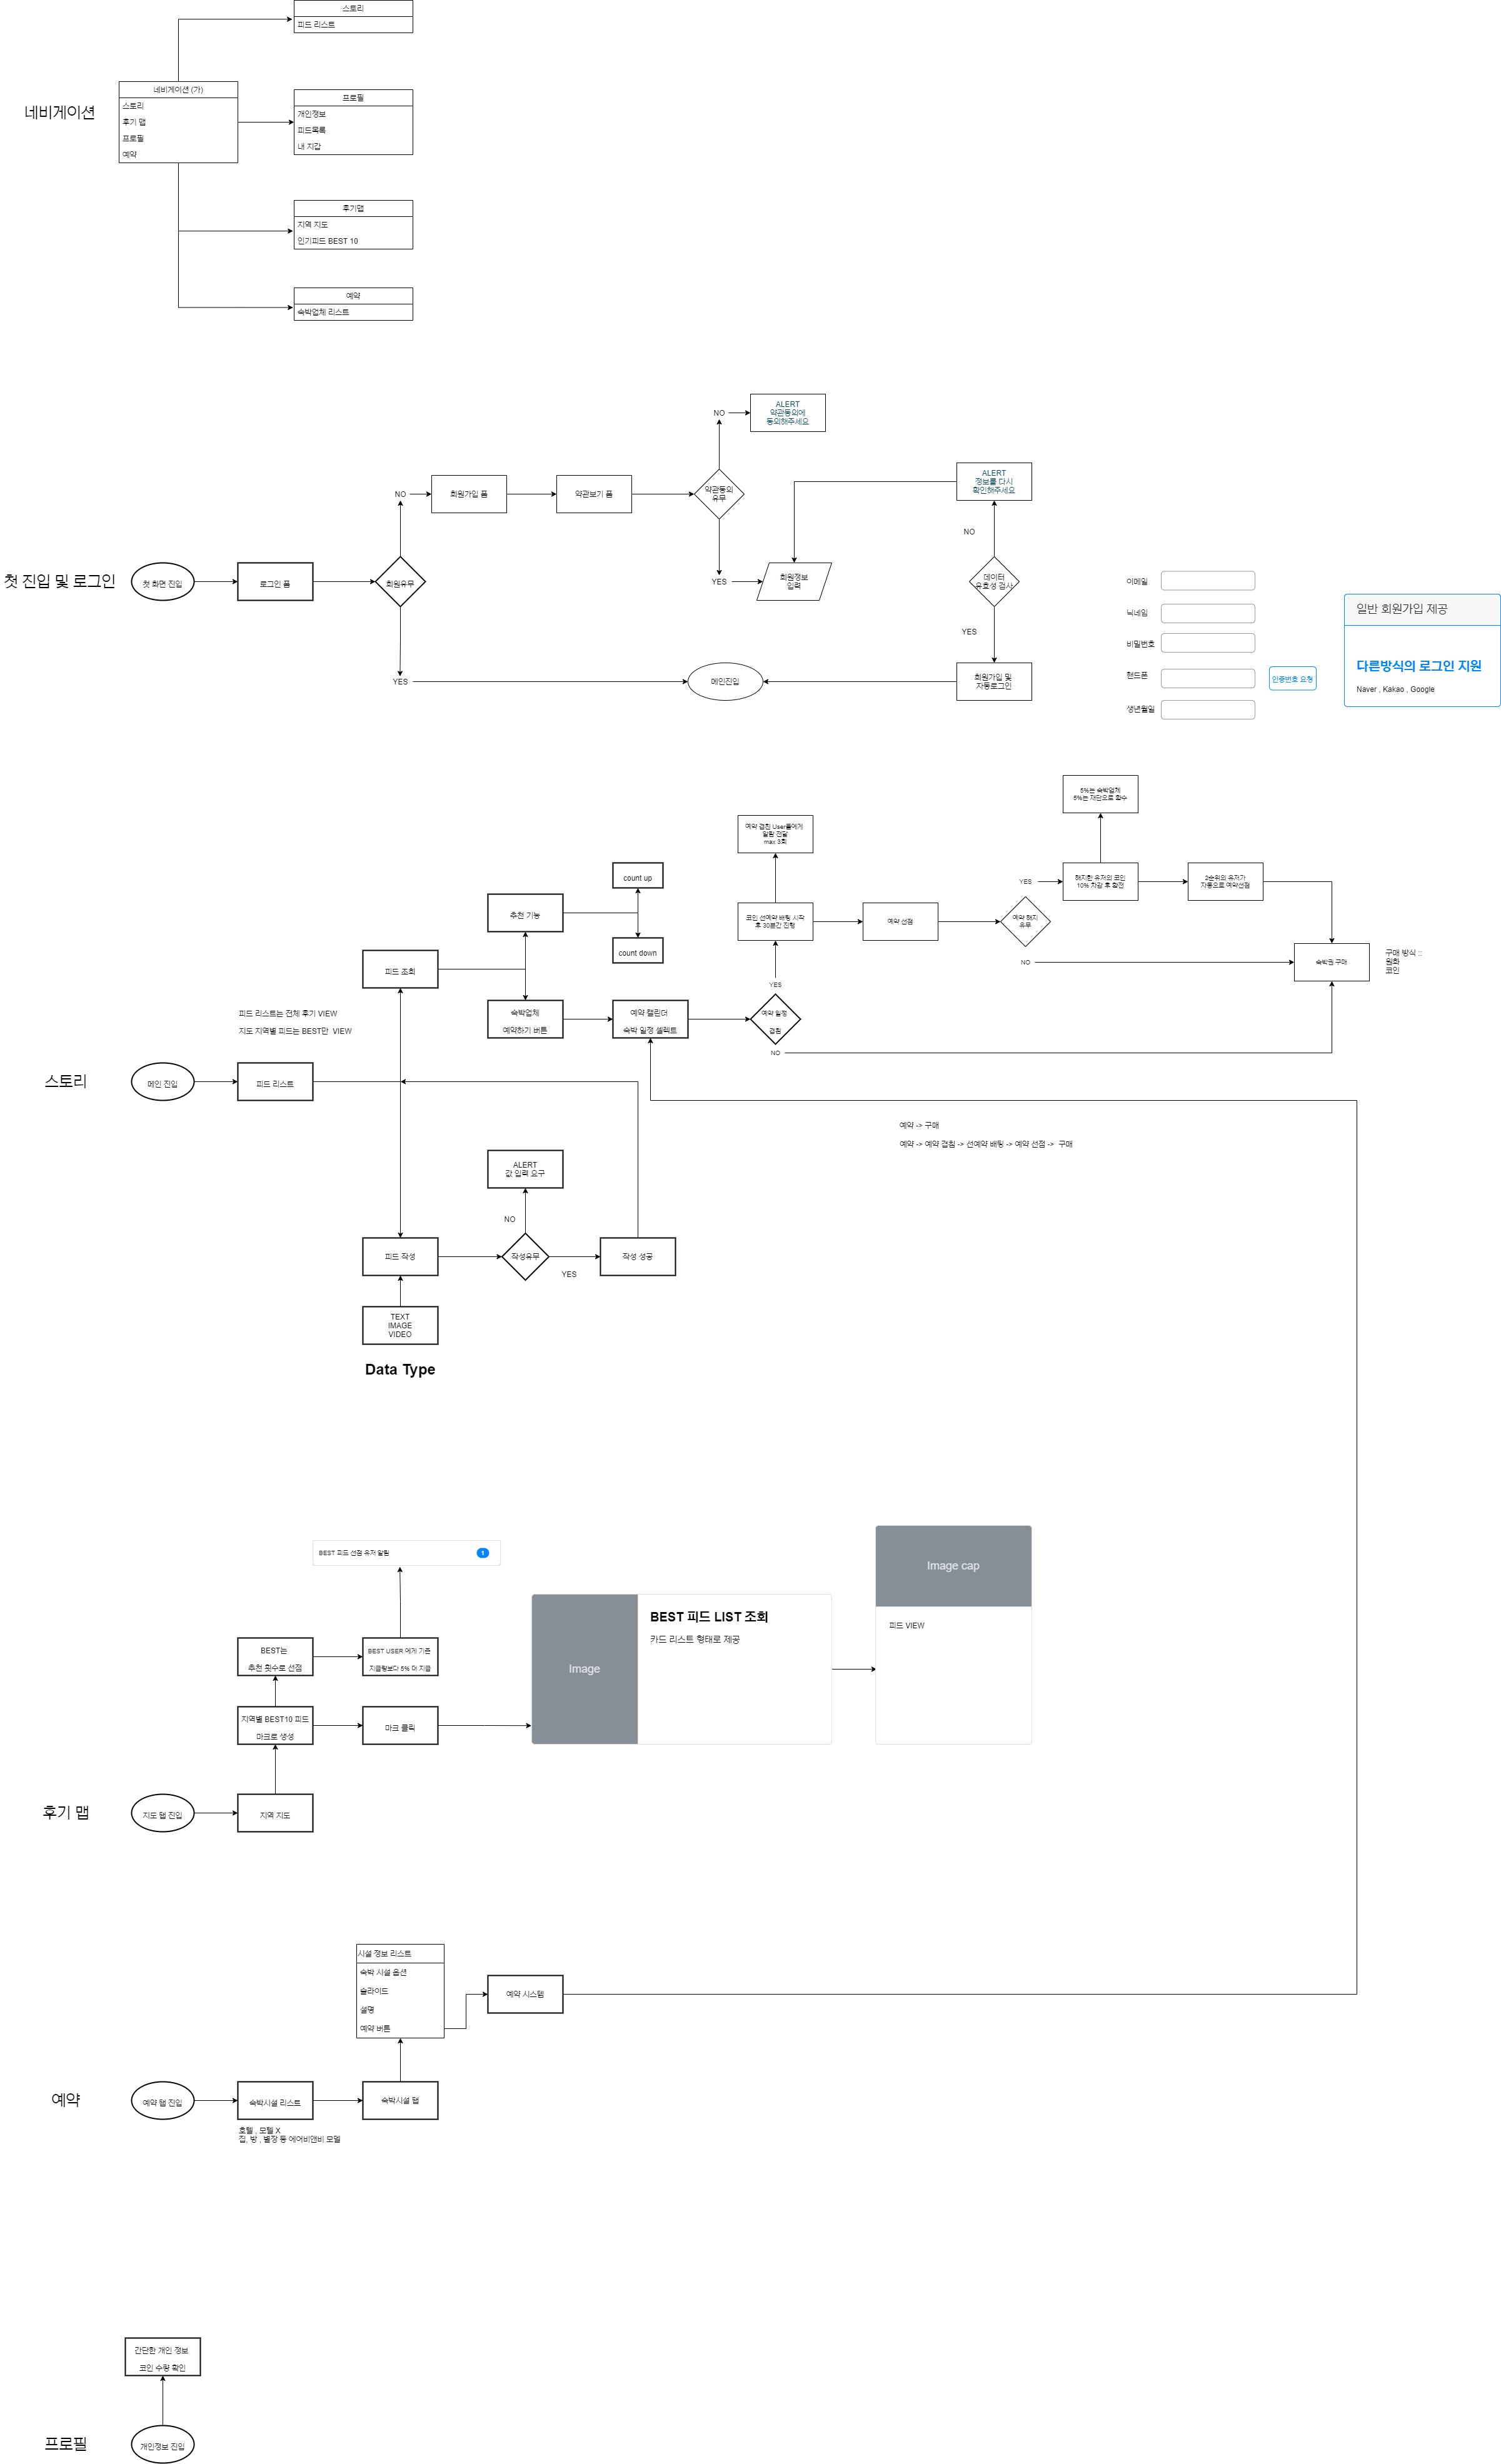 스토리
피드 리스트
네비게이션
네비게이션 (가)
스토리
후기 맵
프로필
예약
프로필
개인정보
피드목록
내 지갑
후기맵
지역 지도
인기피드 BEST 10
예약
숙박업체 리스트
첫 진입 및 로그인
첫 화면 진입
로그인 폼
회원유무
NO
회원가입 폼
약관보기 폼
약관동의
유무
NO
ALERT
약관동의에
동의해주세요
YES
회원정보
입력
ALERT
정보를 다시
확인해주세요
NO
데이터
유효성 검사
YES
회원가입 및
자동로그인
YES
메인진입
이메일
닉네임
비밀번호
핸드폰
인증번호 요청
생년월일
일반 회원가입 제공
다른방식의 로그인 지원
Naver , Kakao , Google
스토리
메인 진입
피드 리스트
피드 리스트는 전체 후기 VIEW
지도 지역별 피드는 BEST만 VIEW
피드 조회
추천 기능
count up
count down
숙박업체
예약하기 버튼
예약 캘린더
숙박 일정 셀렉트
예약 일정
겹침
YES
NO
코인 선예약 배팅 시작
후 30분간 진행
예약 겹친 User들에게
알람 전달
max 3회
예약 선점
예약 해지
유무
YES
NO
해지한 유저의 코인
10% 차감 후 환전
5%는 숙박업체
5%는 재단으로 회수
2순위의 유저가
자동으로 예약선점
숙박권 구매
구매 방식 ::
원화
코인
예약 -> 구매
예약 -> 예약 겹침 -> 선예약 배팅 -> 예약 선점 -> 구매
피드 작성
작성유무
NO
ALERT
값 입력 요구
YES
작성 성공
TEXT
IMAGE
VIDEO
Data Type
BEST 피드 선점 유저 알림
1
BEST는
추천 횟수로 선점
BEST USER 에게 기존
지급량보다 5% 더 지급
지역별 BEST10 피드
마크로 생성
마크 클릭
Image
BEST 피드 LIST 조회
카드 리스트 형태로 제공
Image cap
피드 VIEW
후기 맵
지도 탭 진입
지역 지도
시설 정보 리스트
숙박 시설 옵션
슬라이드
설명
예약 버튼
예약 시스템
예약
예약 탭 진입
숙박시설 리스트
숙박시설 탭
호텔 , 모텔 X
집, 방 , 별장 등 에어비앤비 모델
간단한 개인 정보
코인 수량 확인
프로필
개인정보 진입